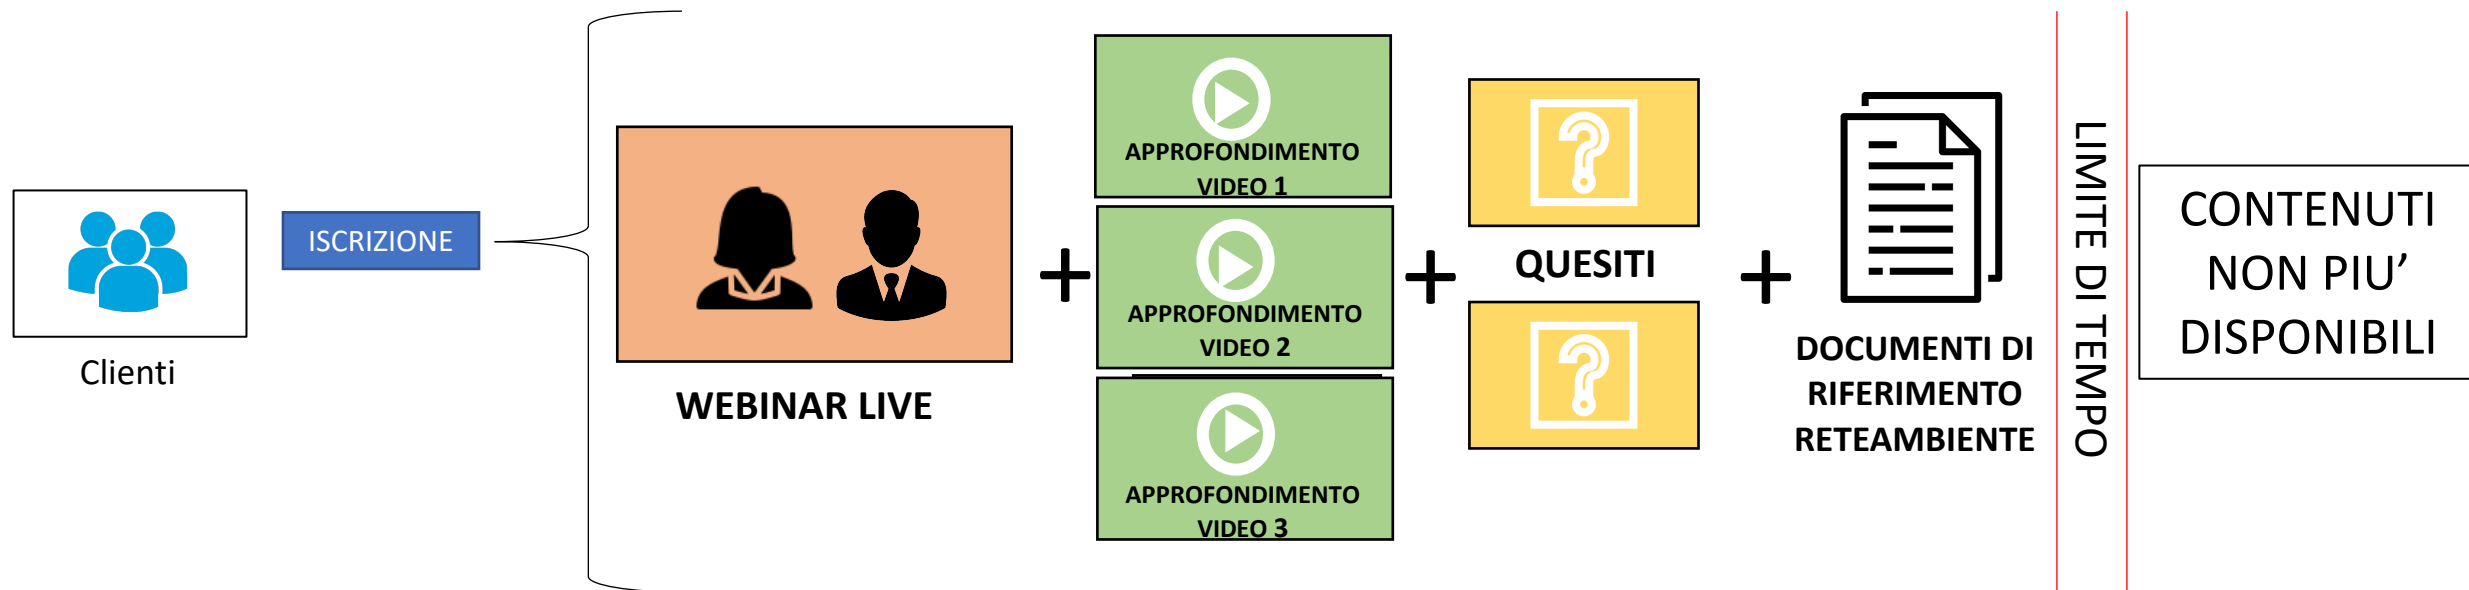 Clienti
ISCRIZIONE
WEBINAR LIVE
APPROFONDIMENTO
VIDEO 1
APPROFONDIMENTO
VIDEO 2
APPROFONDIMENTO
VIDEO 3
QUESITI
DOCUMENTI DI
RIFERIMENTO
RETEAMBIENTE
LIMITE DI TEMPO
CONTENUTI
NON PIU’
DISPONIBILI